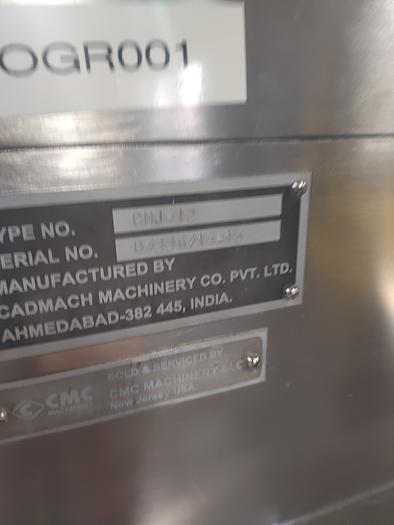 OGR001
YPE NO.
ERIAL NO.
MANUFACTURED BY
CADMACH MACHINERY CO. PVT. LTD.
AHMEDABAD-382 445, INDIA.
SOLD & SERVICED BY
CMC CMC MACHINERY-LLC
MACHINERY New Jersey USA.